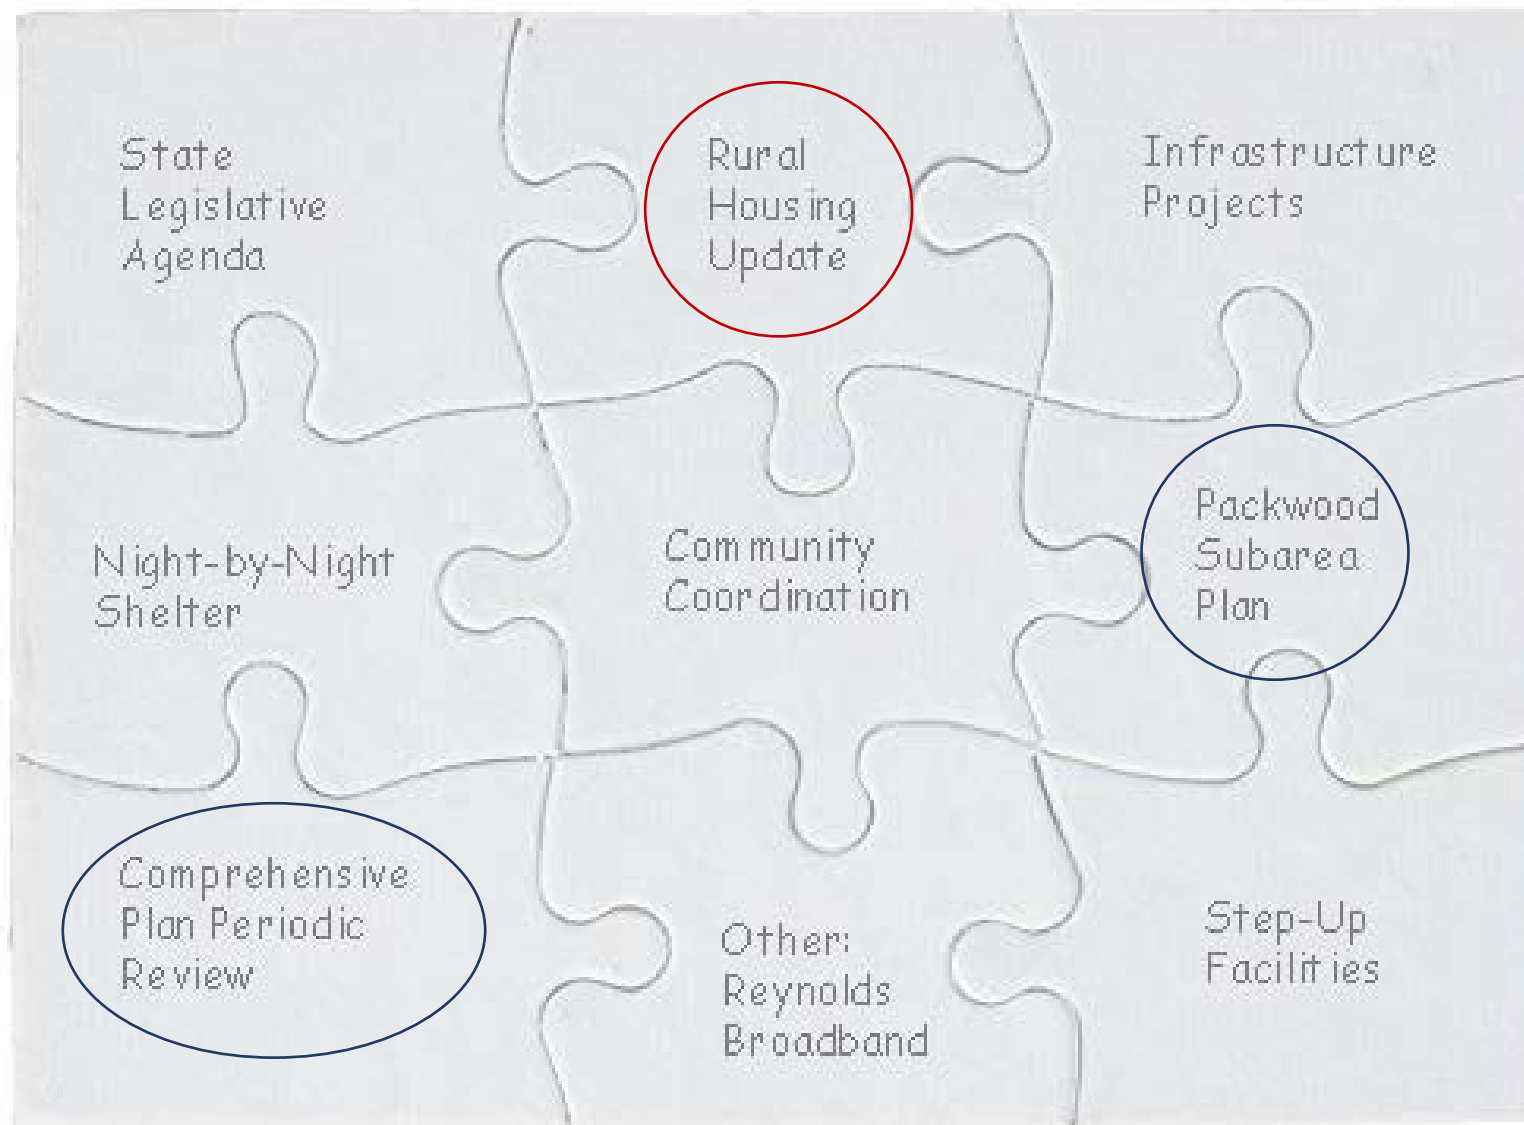 State
Legislative
Agenda
Rural
Housing
Update
Infrastructure
Projects
Night-by-Night
Shelter
Community
Coordination
Packwood
Subarea
Plan
Comprehensive
Plan Periodic
Review
Other:
Reynolds
Broadband
Step-Up
Facilities